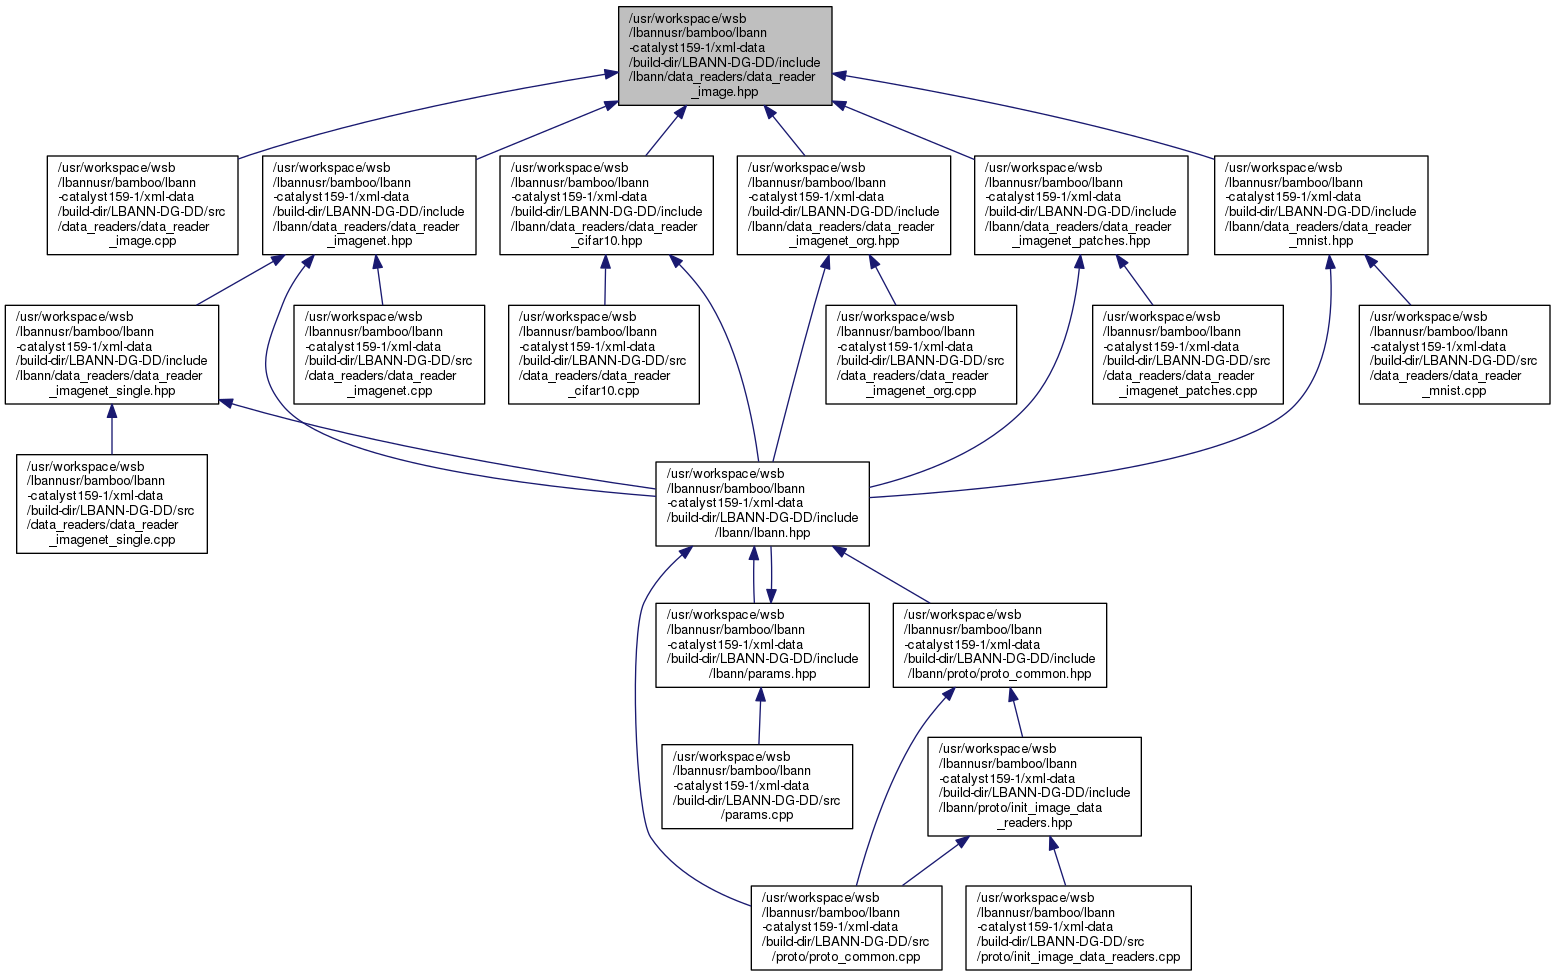 /usr/workspace/wsb
/lbannusr/bamboo/lbann
-catalyst159-1/xml-data
/build-dir/LBANN-DG-DD/include
/lbann/data_readers/data_reader
_image.hpp
/usr/workspace/wsb
/lbannusr/bamboo/lbann
-catalyst159-1/xml-data
/build-dir/LBANN-DG-DD/src
/data_readers/data_reader
_image.cpp
/usr/workspace/wsb
/lbannusr/bamboo/lbann
-catalyst159-1/xml-data
/build-dir/LBANN-DG-DD/include
/lbann/data_readers/data_reader
_imagenet.hpp
/usr/workspace/wsb
/lbannusr/bamboo/lbann
-catalyst159-1/xml-data
/build-dir/LBANN-DG-DD/include
/lbann/data_readers/data_reader
_cifar10.hpp
/usr/workspace/wsb
/lbannusr/bamboo/lbann
-catalyst159-1/xml-data
/build-dir/LBANN-DG-DD/include
/lbann/data_readers/data_reader
_imagenet_org.hpp
/usr/workspace/wsb
/lbannusr/bamboo/lbann
-catalyst159-1/xml-data
/build-dir/LBANN-DG-DD/include
/lbann/data_readers/data_reader
_imagenet_patches.hpp
/usr/workspace/wsb
/lbannusr/bamboo/lbann
-catalyst159-1/xml-data
/build-dir/LBANN-DG-DD/include
/lbann/data_readers/data_reader
_mnist.hpp
/usr/workspace/wsb
/lbannusr/bamboo/lbann
-catalyst159-1/xml-data
/build-dir/LBANN-DG-DD/include
/lbann/data_readers/data_reader
_imagenet_single.hpp
/usr/workspace/wsb
/lbannusr/bamboo/lbann
-catalyst159-1/xml-data
/build-dir/LBANN-DG-DD/src
/data_readers/data_reader
_imagenet.cpp
/usr/workspace/wsb
/lbannusr/bamboo/lbann
-catalyst159-1/xml-data
/build-dir/LBANN-DG-DD/src
/data_readers/data_reader
_cifar10.cpp
/usr/workspace/wsb
/lbannusr/bamboo/lbann
-catalyst159-1/xml-data
/build-dir/LBANN-DG-DD/src
/data_readers/data_reader
_imagenet_org.cpp
/usr/workspace/wsb
/lbannusr/bamboo/lbann
-catalyst159-1/xml-data
/build-dir/LBANN-DG-DD/src
/data_readers/data_reader
_imagenet_patches.cpp
/usr/workspace/wsb
/lbannusr/bamboo/lbann
-catalyst159-1/xml-data
/build-dir/LBANN-DG-DD/src
/data_readers/data_reader
_mnist.cpp
/usr/workspace/wsb
/lbannusr/bamboo/lbann
-catalyst159-1/xml-data
/build-dir/LBANN-DG-DD/src
/data_readers/data_reader
_imagenet_single.cpp
/usr/workspace/wsb
/lbannusr/bamboo/lbann
-catalyst159-1/xml-data
/build-dir/LBANN-DG-DD/include
/lbann/lbann.hpp
/usr/workspace/wsb
/lbannusr/bamboo/lbann
-catalyst159-1/xml-data
/build-dir/LBANN-DG-DD/include
/lbann/params.hpp
/usr/workspace/wsb
/lbannusr/bamboo/lbann
-catalyst159-1/xml-data
/build-dir/LBANN-DG-DD/include
/lbann/proto/proto_common.hpp
/usr/workspace/wsb
/lbannusr/bamboo/lbann
-catalyst159-1/xml-data
/build-dir/LBANN-DG-DD/src
/params.cpp
/usr/workspace/wsb
/lbannusr/bamboo/lbann
-catalyst159-1/xml-data
/build-dir/LBANN-DG-DD/include
/lbann/proto/init_image_data
_readers.hpp
/usr/workspace/wsb
/lbannusr/bamboo/lbann
-catalyst159-1/xml-data
/build-dir/LBANN-DG-DD/src
/proto/proto_common.cpp
/usr/workspace/wsb
/lbannusr/bamboo/lbann
-catalyst159-1/xml-data
/build-dir/LBANN-DG-DD/src
/proto/init_image_data_readers.cpp